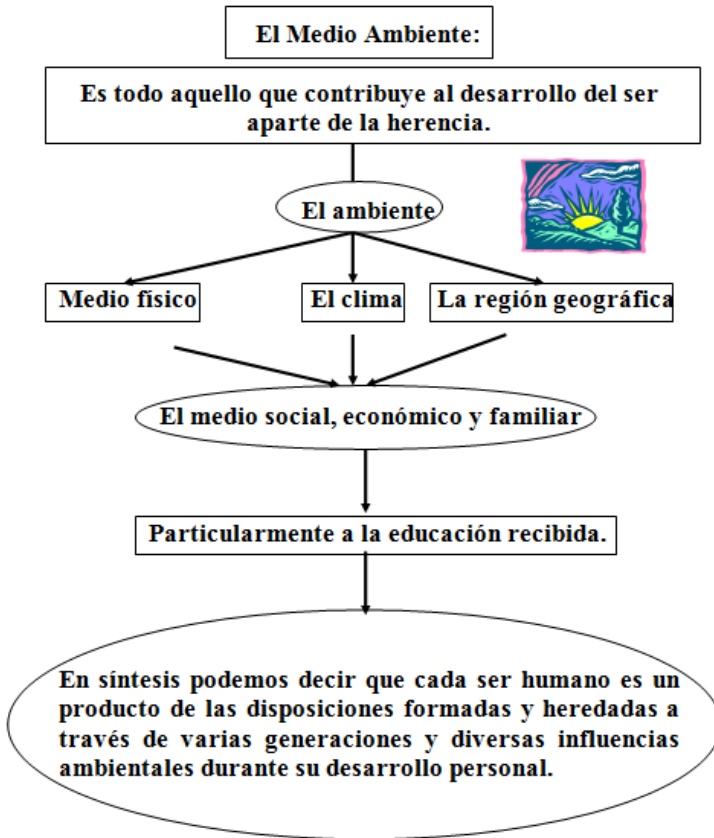 El Medio Ambiente:
Es todo aquello que contribuye al desarrollo del ser
aparte de la herencia.
El ambiente
Medio físico
El clima
La región geográfica
El medio social, económico y familiar
Particularmente a la educación recibida.
En síntesis podemos decir que cada ser humano es un
producto de las disposiciones formadas y heredadas a
través de varias generaciones y diversas influencias
ambientales durante su desarrollo personal.